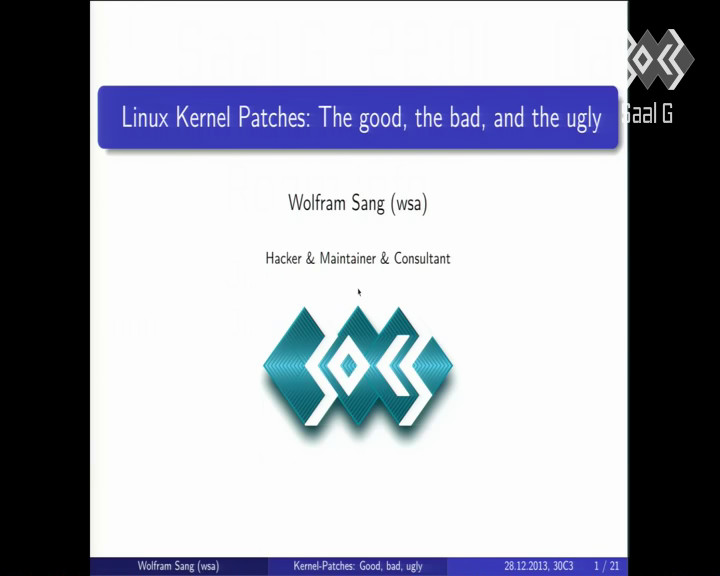 Linux Kernel Patches: The good, the bad, and the ugly
Saal G
Wolfram Sang (wsa)
Hacker & Maintainer & Consultant
SOCS
Wolfram Sang (wsa)
Kernel-Patches: Good, bad, ugly
28.12.2013, 30C3
1 / 21